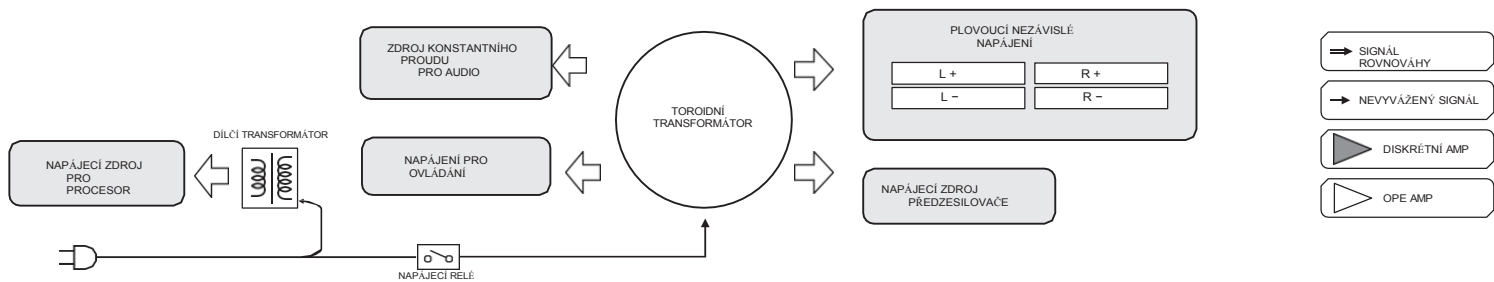 ZDROJ KONSTANTNÍHO
PROUDU
PRO AUDIO
PLOVOUCÍ NEZÁVISLÉ
NAPÁJENÍ
L +
R +
L −
R −
SIGNÁL
ROVNOVÁHY
NEVYVÁŽENÝ SIGNÁL
TOROIDNÍ
TRANSFORMÁTOR
DÍLČÍ TRANSFORMÁTOR
NAPÁJECÍ ZDROJ
PRO
PROCESOR
NAPÁJENÍ PRO
OVLÁDÁNÍ
DISKRÉTNÍ AMP
NAPÁJECÍ ZDROJ
PŘEDZESILOVAČE
OPE AMP
NAPÁJECÍ RELÉ